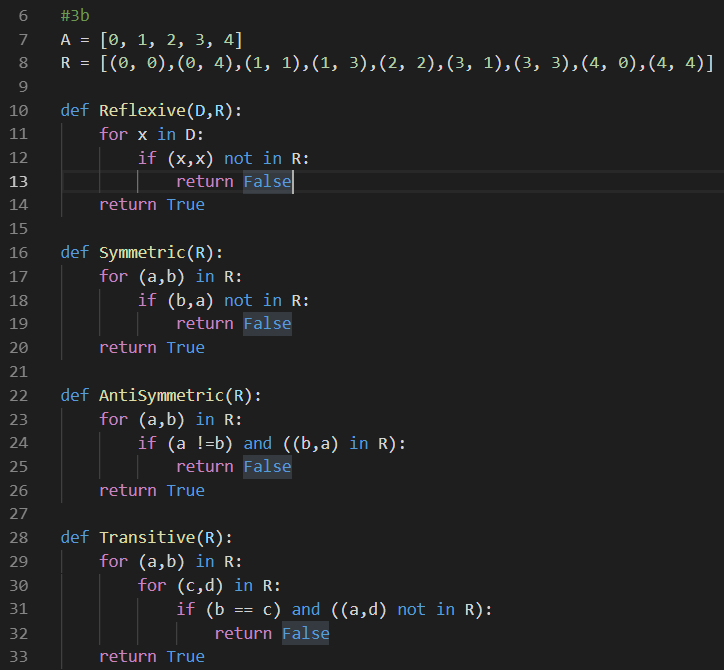 6 #3b
7 A = [0, 1, 2, 3, 4]
8 R = [(0, 0),(0, 4),(1, 1),(1, 3),(2, 2),(3, 1),(3, 3),(4, 0),(4, 4)]
9
10 def Reflexive(D,R):
11     for x in D:
12         if (x,x) not in R:
13             return False
14     return True
15
16 def Symmetric(R):
17     for (a,b) in R:
18         if (b,a) not in R:
19             return False
20     return True
21
22 def AntiSymmetric(R):
23     for (a,b) in R:
24         if (a !=b) and ((b,a) in R):
25             return False
26     return True
27
28 def Transitive(R):
29     for (a,b) in R:
30         for (c,d) in R:
31             if (b == c) and ((a,d) not in R):
32                 return False
33     return True